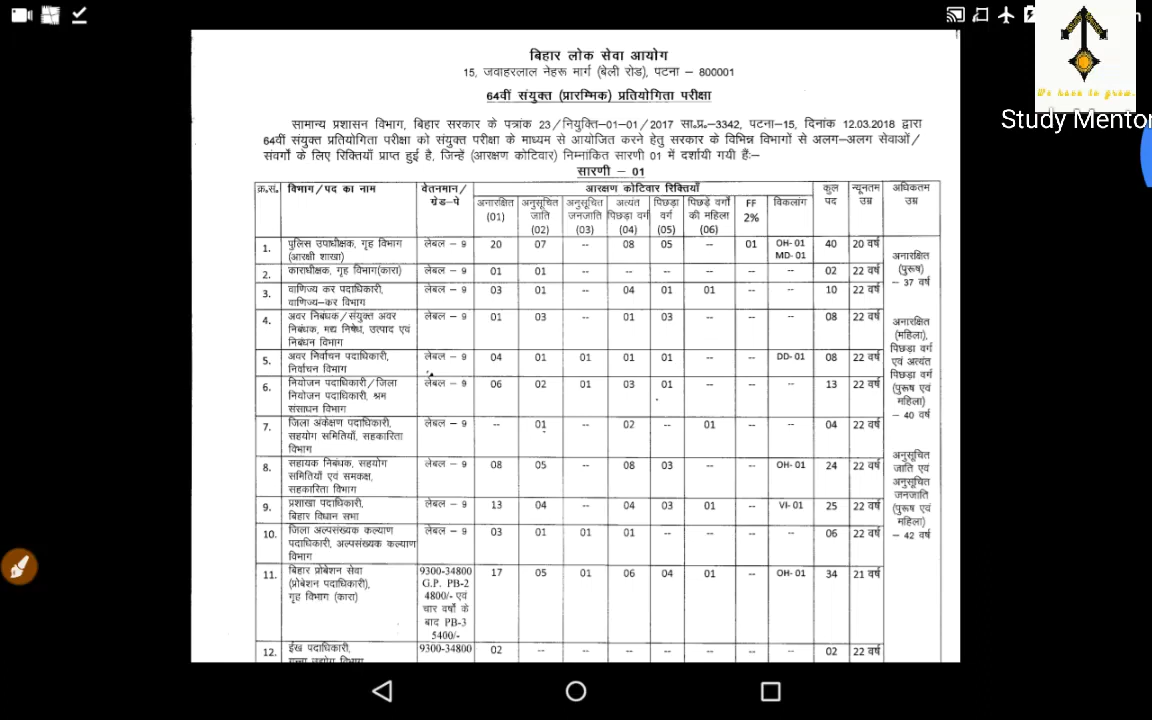 बिहार लोक सेवा आयोग
15, जवाहरलाल नेहरू मार्ग (बेली रोड), पटना – 800001
64वीं संयुक्त (प्रारम्भिक) प्रतियोगिता परीक्षा
We have to grow.
Study Mentor
सामान्य प्रशासन विभाग, बिहार सरकार के पत्रांक 23/नियुक्ति-01-01/2017 सा०प्र०-3342, पटना-15, दिनांक 12.03.2018 द्वारा
64वीं संयुक्त प्रतियोगिता परीक्षा को संयुक्त परीक्षा के माध्यम से आयोजित करने हेतु सरकार के विभिन्न विभागों से अलग-अलग सेवाओं/
संवर्गों के लिए रिक्तियाँ प्राप्त हुई है, जिन्हें (आरक्षण कोटिवार) निम्नांकित सारणी 01 में दर्शायी गयी हैः–
सारणी – 01
क्र.सं. विभाग/पद का नाम वेतनमान/ ग्रेड-पे आरक्षण कोटिवार रिक्तियाँ कुल पद न्यूनतम उम्र अधिकतम उम्र
अनारक्षित (01) अनुसूचित जाति (02) अनुसूचित जनजाति (03) अत्यंत पिछड़ा वर्ग (04) पिछड़ा वर्ग (05) पिछड़े वर्गों की महिला (06) FF 2% विकलांग
1. पुलिस उपाधीक्षक, गृह विभाग (आरक्षी शाखा) लेबल – 9 20 07 -- 08 05 -- 01 OH-01 MD-01 40 20 वर्ष
2. काराधीक्षक, गृह विभाग(कारा) लेबल – 9 01 01 -- -- -- -- -- -- 02 22 वर्ष
3. वाणिज्य कर पदाधिकारी, वाणिज्य-कर विभाग लेबल – 9 03 01 -- 04 01 01 -- -- 10 22 वर्ष
4. अवर निबंधक/संयुक्त अवर निबंधक, मद्य निषेध, उत्पाद एवं निबंधन विभाग लेबल – 9 01 03 -- 01 03 -- -- -- 08 22 वर्ष
5. अवर निर्वाचन पदाधिकारी, निर्वाचन विभाग लेबल – 9 04 01 01 01 01 -- -- DD-01 08 22 वर्ष
6. नियोजन पदाधिकारी/जिला नियोजन पदाधिकारी, श्रम संसाधन विभाग लेबल – 9 06 02 01 03 01 -- -- -- 13 22 वर्ष
7. जिला अंकेक्षण पदाधिकारी, सहयोग समितियाँ, सहकारिता विभाग लेबल – 9 -- 01 -- 02 -- 01 -- -- 04 22 वर्ष
8. सहायक निबंधक, सहयोग समितियाँ एवं समकक्ष, सहकारिता विभाग लेबल – 9 08 05 -- 08 03 -- -- OH-01 24 22 वर्ष
9. प्रशाखा पदाधिकारी, बिहार विधान सभा लेबल – 9 13 04 -- 04 03 01 -- VI-01 25 22 वर्ष
10. जिला अल्पसंख्यक कल्याण पदाधिकारी, अल्पसंख्यक कल्याण विभाग लेबल – 9 03 01 01 01 -- -- -- -- 06 22 वर्ष
11. बिहार प्रोबेशन सेवा (प्रोबेशन पदाधिकारी), गृह विभाग (कारा) 9300-34800 G.P. PB-2 4800/- एवं चार वर्षों के बाद PB-3 5400/- 17 05 01 06 04 01 -- OH-01 34 21 वर्ष
12. ईख पदाधिकारी, 9300-34800 02 -- -- -- -- -- -- -- 02 22 वर्ष
अनारक्षित
(पुरूष)
– 37 वर्ष
अनारक्षित
(महिला),
पिछड़ा वर्ग
एवं अत्यंत
पिछड़ा वर्ग
(पुरूष एवं
महिला)
– 40 वर्ष
अनुसूचित
जाति एवं
अनुसूचित
जनजाति
(पुरूष एवं
महिला)
– 42 वर्ष